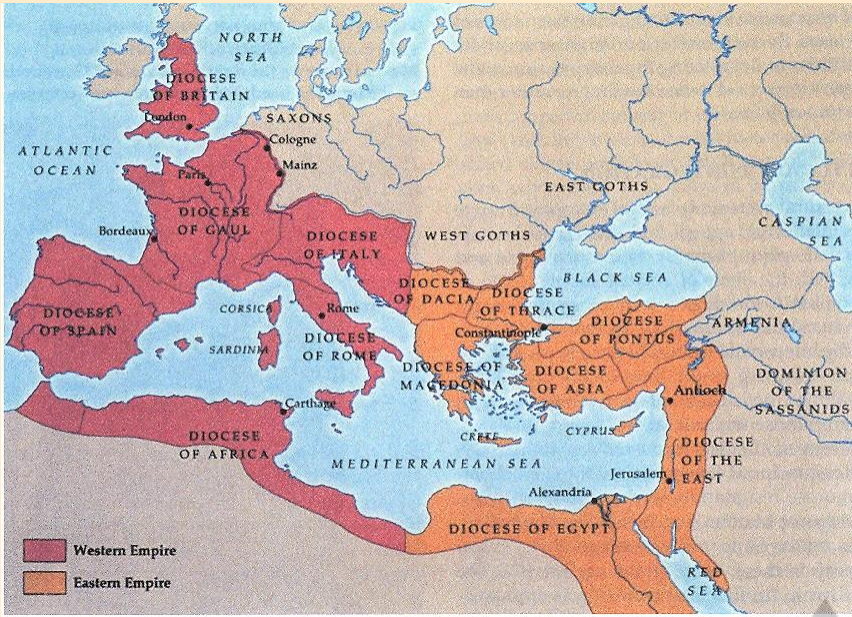 NORTH
SEA
DIOCESE
OF BRITAIN
London
SAXONS
Cologne
ATLANTIC
OCEAN
Mainz
Paris
EAST GOTHS
DIOCESE
OF GAUL
CASPIAN
SEA
Bordeaux
DIOCESE
OF ITALY
WEST GOTHS
BLACK SEA
DIOCESE
OF DACIA
DIOCESE
OF THRACE
CORSICA
Rome
DIOCESE
OF SPAIN
Constantinople
DIOCESE
OF PONTUS
ARMENIA
SARDINIA
DIOCESE
OF ROME
DIOCESE OF
MACEDONIA
DIOCESE
OF ASIA
DOMINION
OF THE
SASSANIDS
Antioch
Carthage
DIOCESE
OF AFRICA
CRETE
CYPRUS
DIOCESE
OF THE
EAST
MEDITERRANEAN SEA
Jerusalem
Alexandria
DIOCESE OF EGYPT
Western Empire
Eastern Empire
RED
SEA